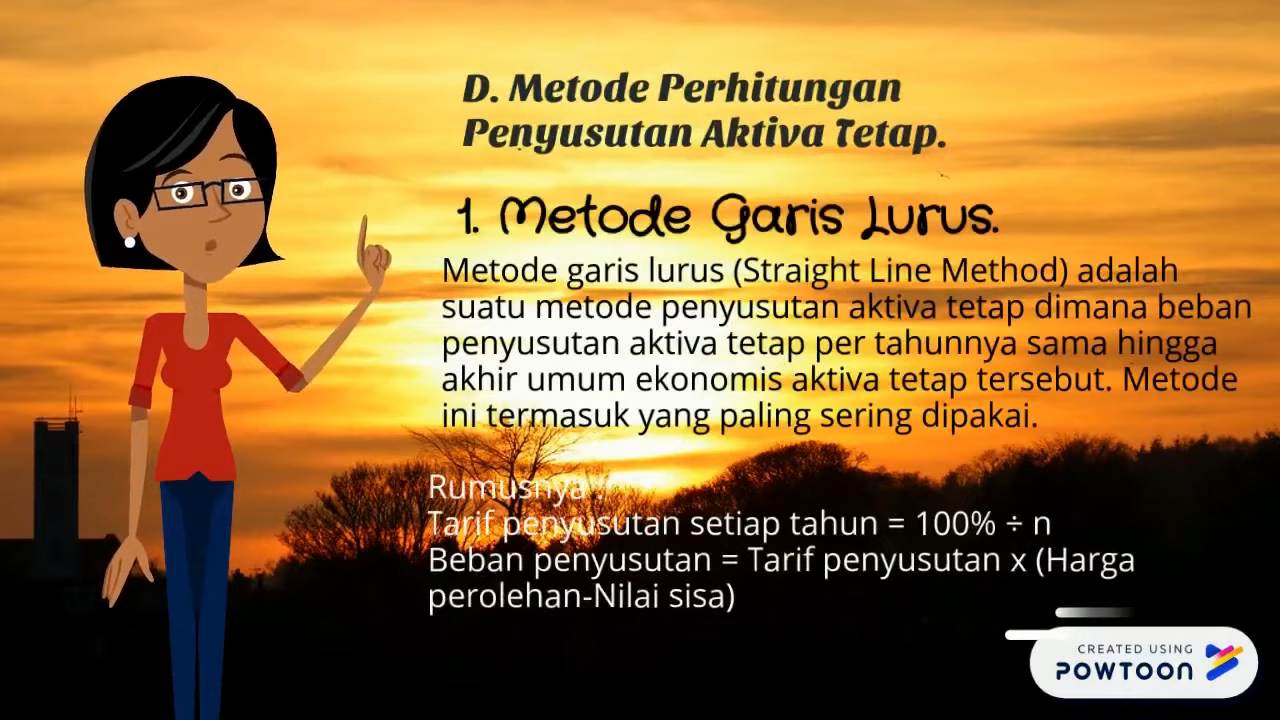 D. Metode Perhitungan
Penyusutan Aktiva Tetap.
1. Metode Garis Lurus.
Metode garis lurus (Straight Line Method) adalah
suatu metode penyusutan aktiva tetap dimana beban
penyusutan aktiva tetap per tahunnya sama hingga
akhir umum ekonomis aktiva tetap tersebut. Metode
ini termasuk yang paling sering dipakai.
Rumusnya :
Tarif penyusutan setiap tahun = 100% ÷ n
Beban penyusutan = Tarif penyusutan x (Harga
perolehan-Nilai sisa)
CREATED USING
POWTOON